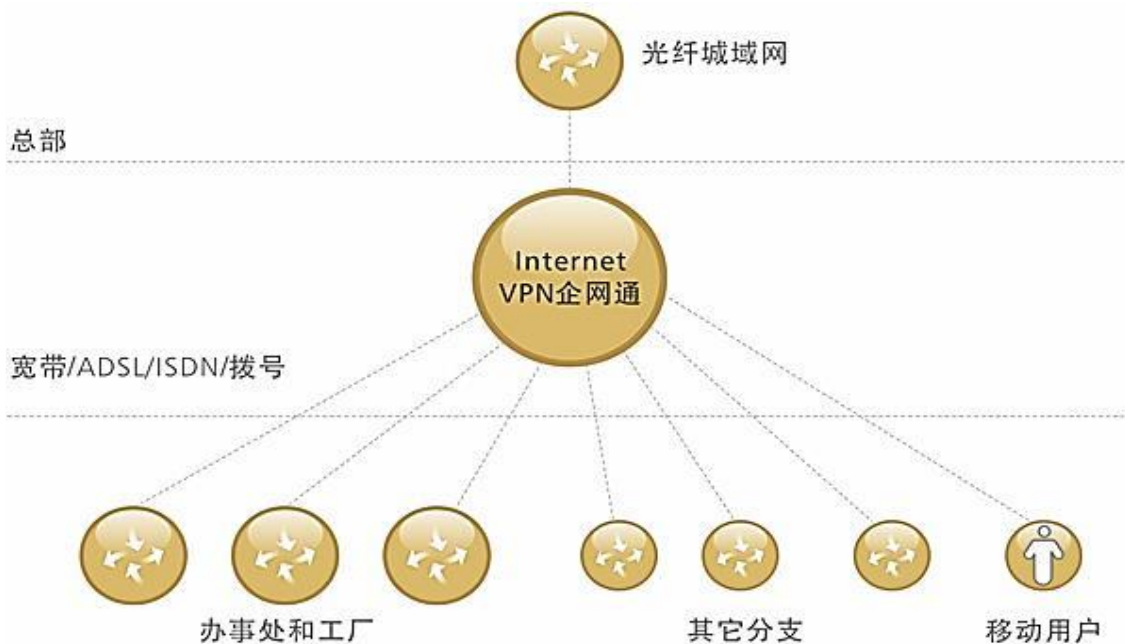 光纤城域网
总部
Internet
VPN企网通
宽带/ADSL/ISDN/拨号
办事处和工厂
其它分支
移动用户